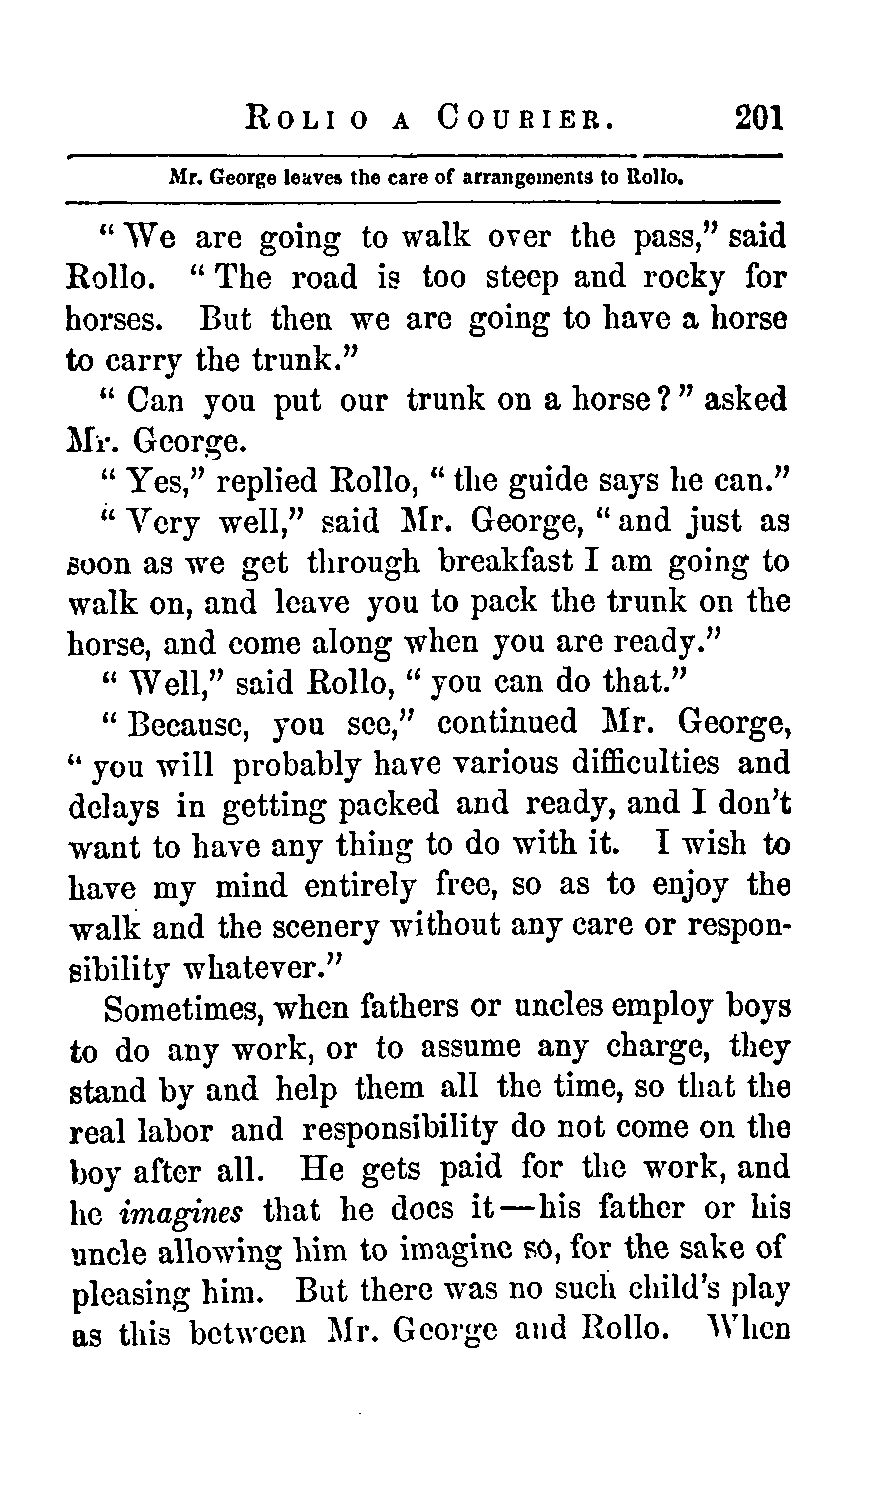 ROLLO A COURIER. 201
Mr. George leaves the care of arrangements to Rollo.
“We are going to walk over the pass,” said
Rollo. “The road is too steep and rocky for
horses. But then we are going to have a horse
to carry the trunk.”
“Can you put our trunk on a horse?” asked
Mr. George.
“Yes,” replied Rollo, “the guide says he can.”
“Very well,” said Mr. George, “and just as
soon as we get through breakfast I am going to
walk on, and leave you to pack the trunk on the
horse, and come along when you are ready.”
“Well,” said Rollo, “you can do that.”
“Because, you see,” continued Mr. George,
“you will probably have various difficulties and
delays in getting packed and ready, and I don’t
want to have any thing to do with it. I wish to
have my mind entirely free, so as to enjoy the
walk and the scenery without any care or respon-
sibility whatever.”
Sometimes, when fathers or uncles employ boys
to do any work, or to assume any charge, they
stand by and help them all the time, so that the
real labor and responsibility do not come on the
boy after all. He gets paid for the work, and
he imagines that he does it—his father or his
uncle allowing him to imagine so, for the sake of
pleasing him. But there was no such child’s play
as this between Mr. George and Rollo. When